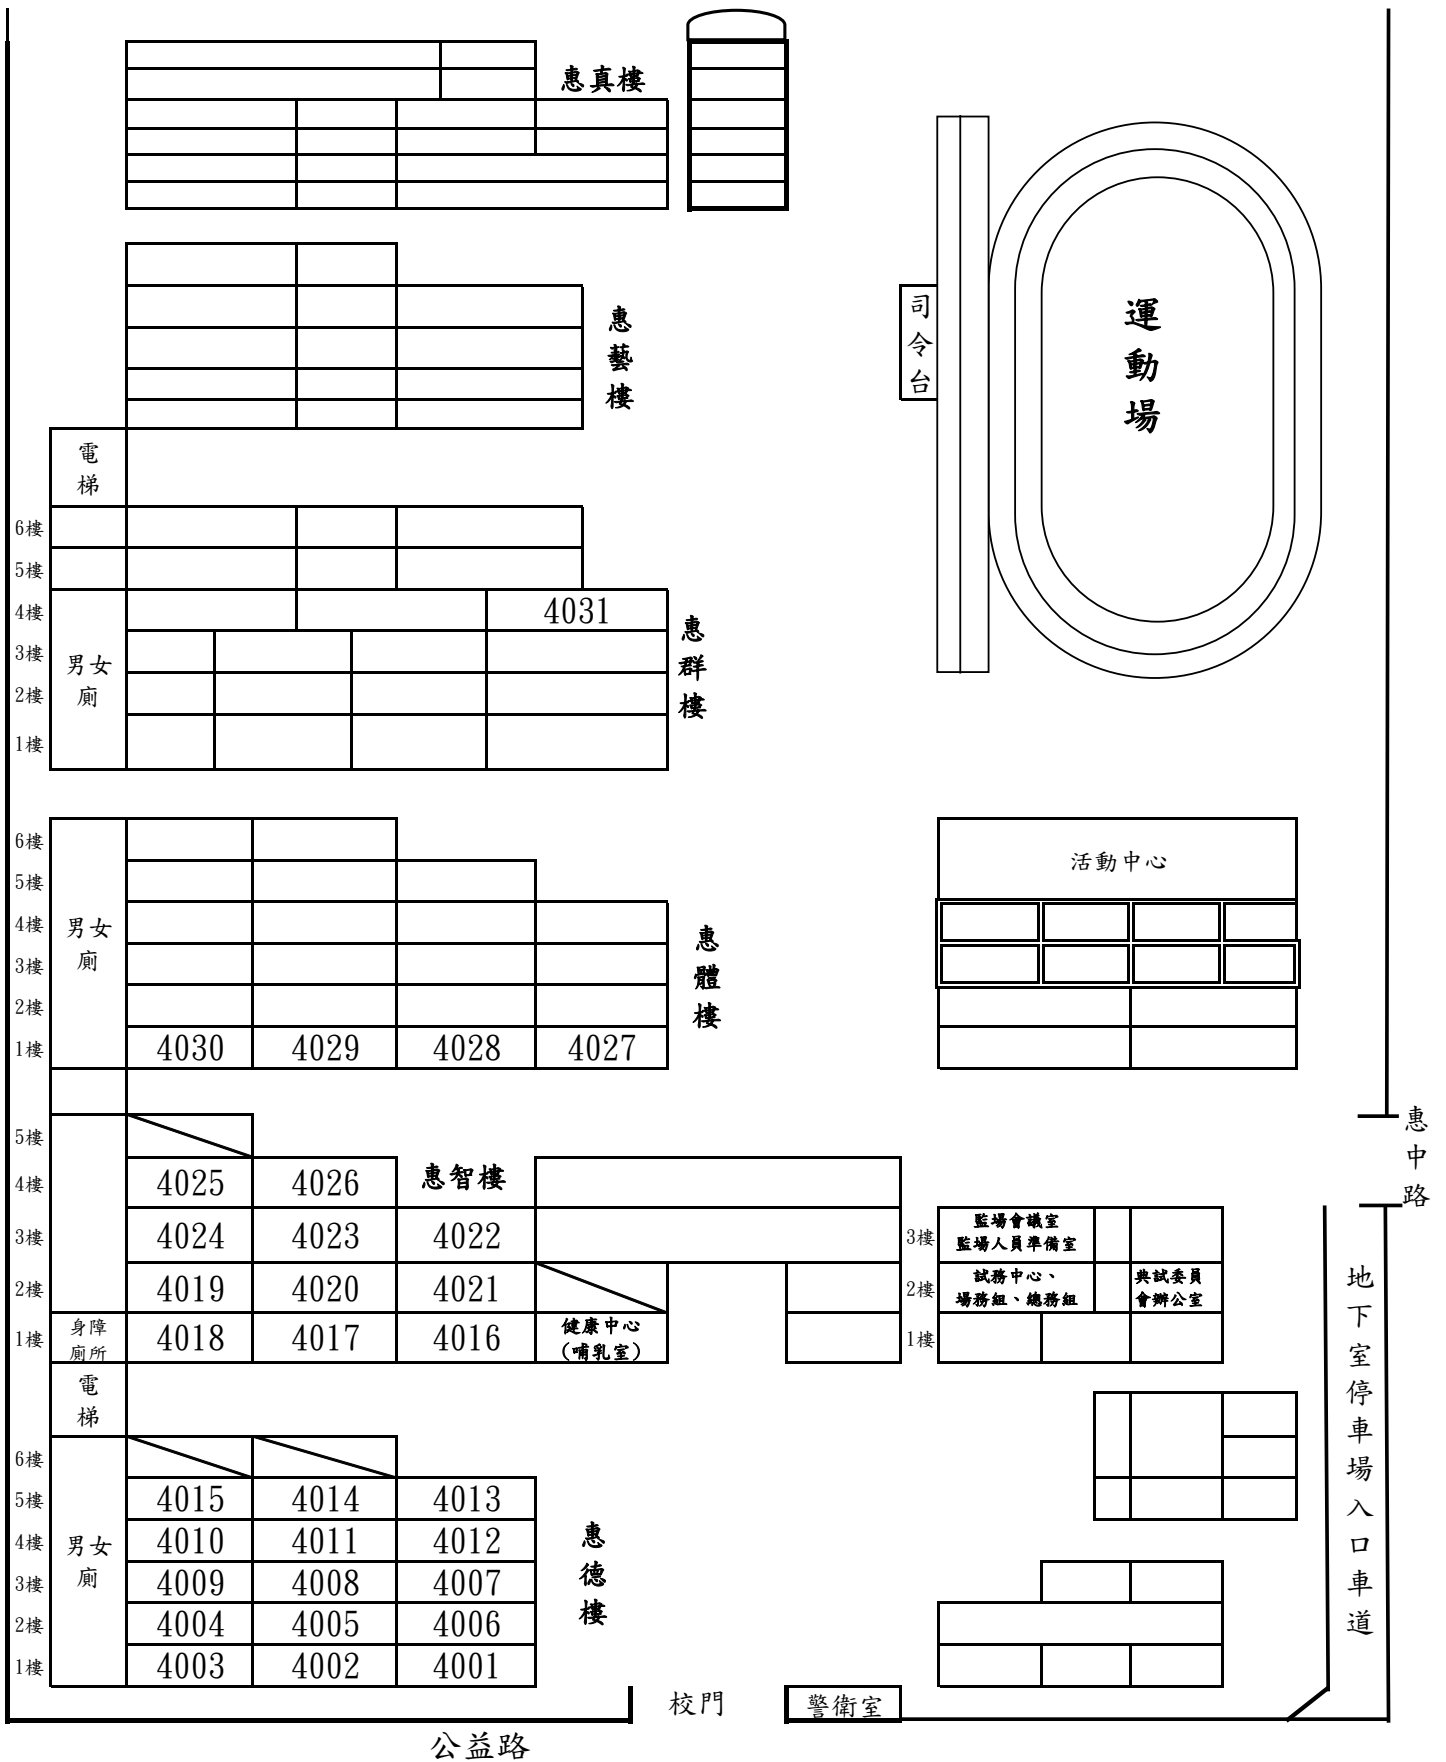 惠真樓
惠藝樓
司令台
運動場
電梯
6樓
5樓
4樓 4031
3樓
2樓
1樓
男女廁
惠群樓
6樓
5樓
4樓
3樓
2樓
1樓 4030 4029 4028 4027
男女廁
惠體樓
活動中心
惠中路
5樓
4樓 4025 4026 惠智樓
3樓 4024 4023 4022
2樓 4019 4020 4021
1樓 身障廁所 4018 4017 4016 健康中心(哺乳室)
3樓 監場會議室
監場人員準備室
2樓 試務中心、
場務組、總務組
典試委員
會辦公室
1樓
地下室停車場入口車道
電梯
6樓
5樓 4015 4014 4013
4樓 4010 4011 4012
3樓 4009 4008 4007
2樓 4004 4005 4006
1樓 4003 4002 4001
男女廁
惠德樓
校門
警衛室
公益路